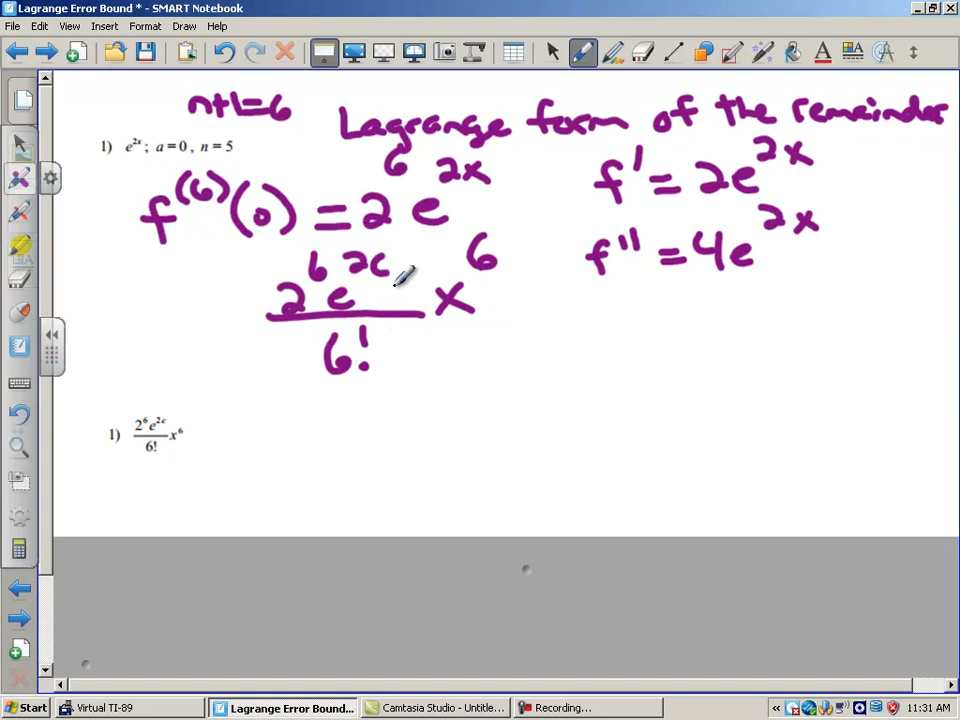 Lagrange Error Bound * - SMART Notebook
File Edit View Insert Format Draw Help
n+1=6
Lagrange form of the remainder
1) e^{2x}; a = 0, n = 5
f^{(6)}(0) = 2^6 e^{2x}
f' = 2e^{2x}
f'' = 4e^{2x}
2^6 e^{2c} x^6
6!
1) 2^6 e^{2c} x^6
6!
Start
Virtual TI-89
Lagrange Error Bound...
Camtasia Studio - Untitle...
Recording...
11:31 AM